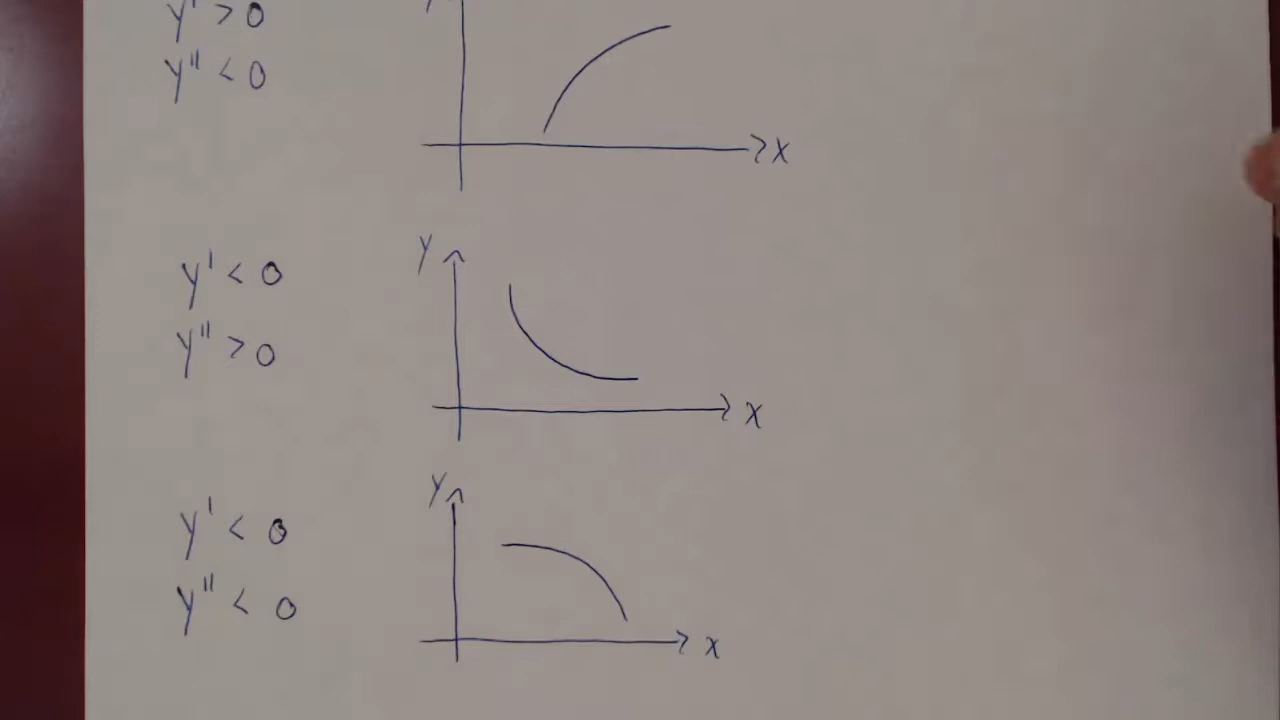 y' > 0
y'' < 0
y
x
y' < 0
y'' > 0
y
x
y' < 0
y'' < 0
y
x